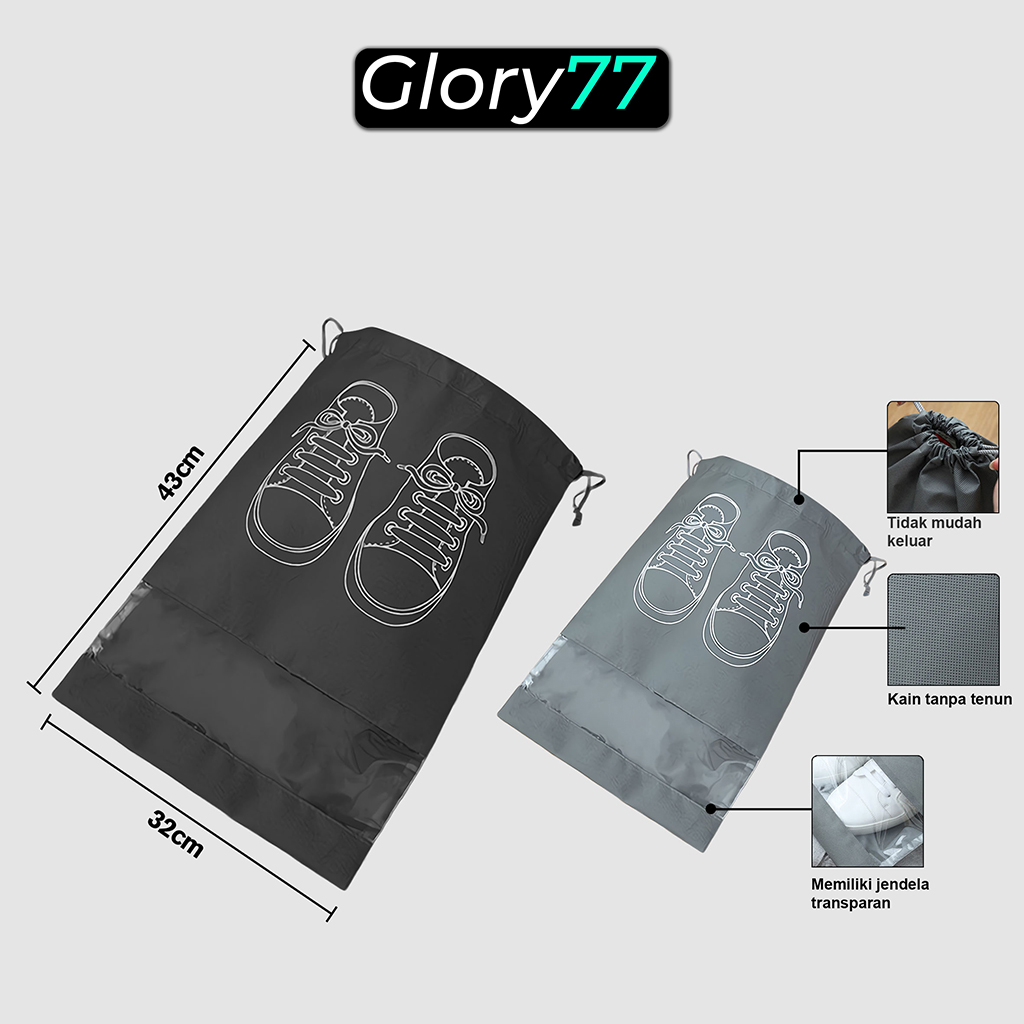 Glory77
43cm
32cm
Tidak mudah
keluar
Kain tanpa tenun
Memiliki jendela
transparan